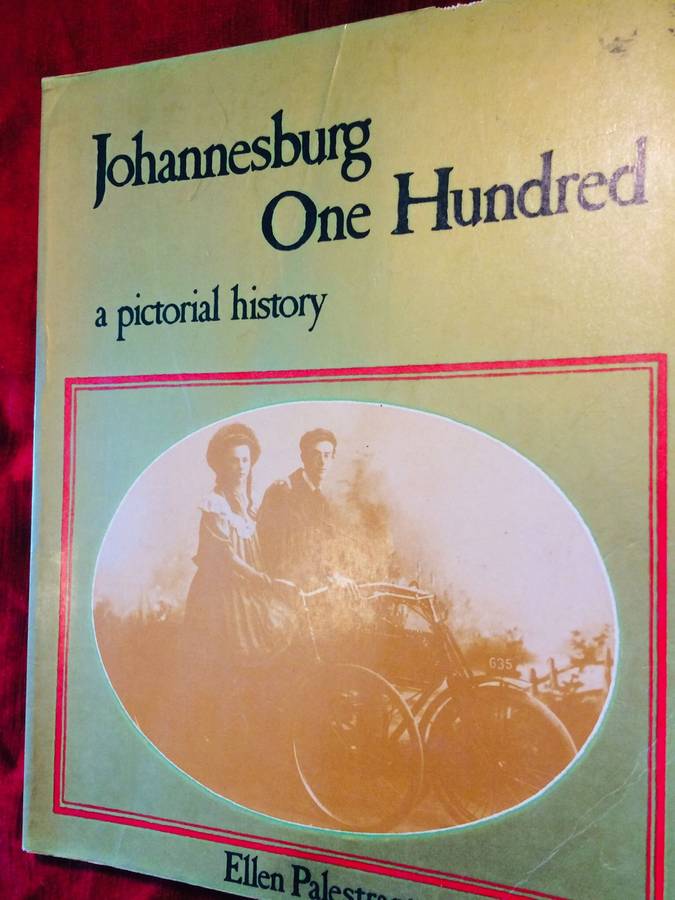 Johannesburg
One Hundred
a pictorial history
635
Ellen